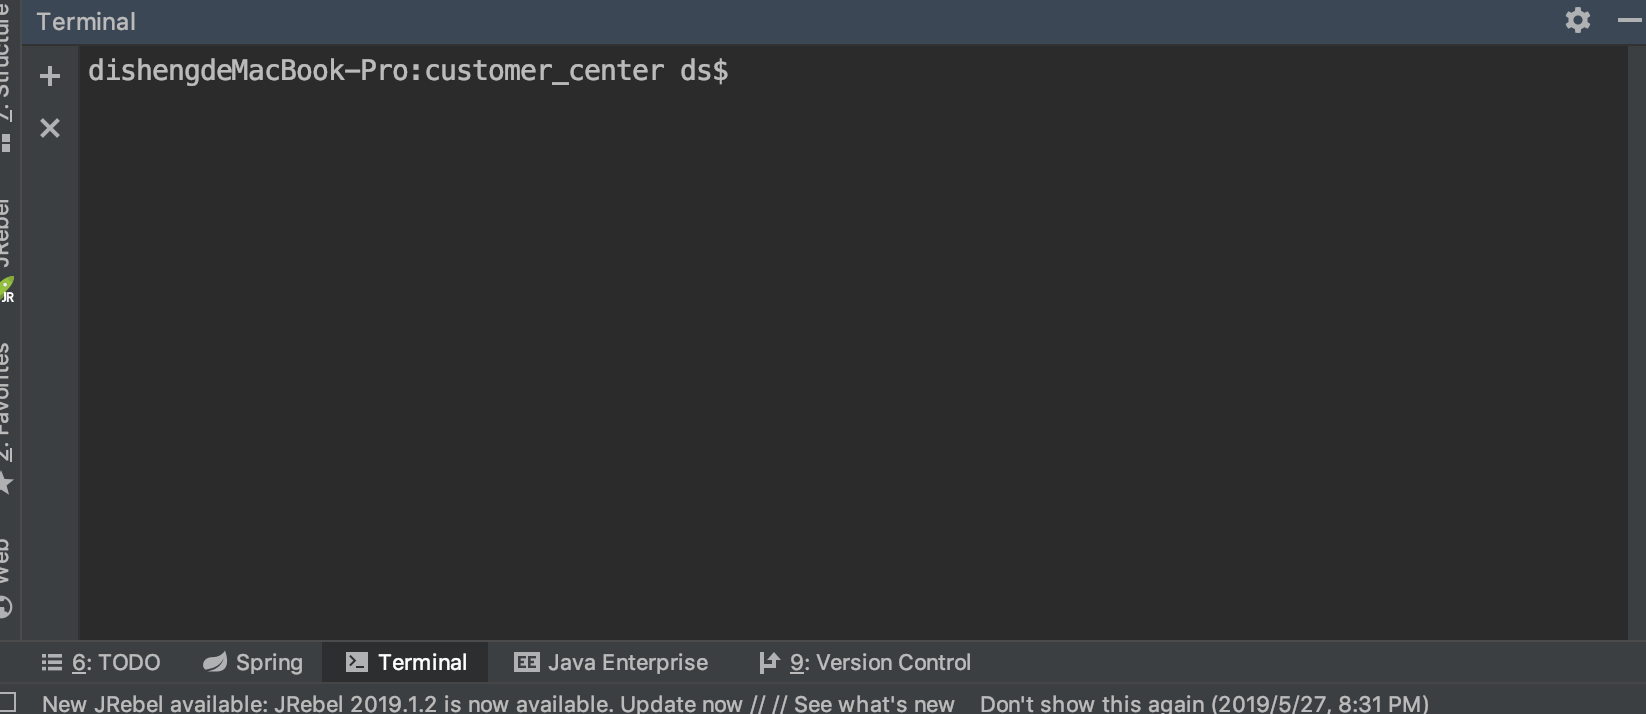 Terminal
dishengdeMacBook-Pro:customer_center ds$
7: Structure
JRebel
JR
2: Favorites
Web
6: TODO
Spring
Terminal
EE Java Enterprise
9: Version Control
New JRebel available: JRebel 2019.1.2 is now available. Update now // // See what's new Don't show this again (2019/5/27, 8:31 PM)